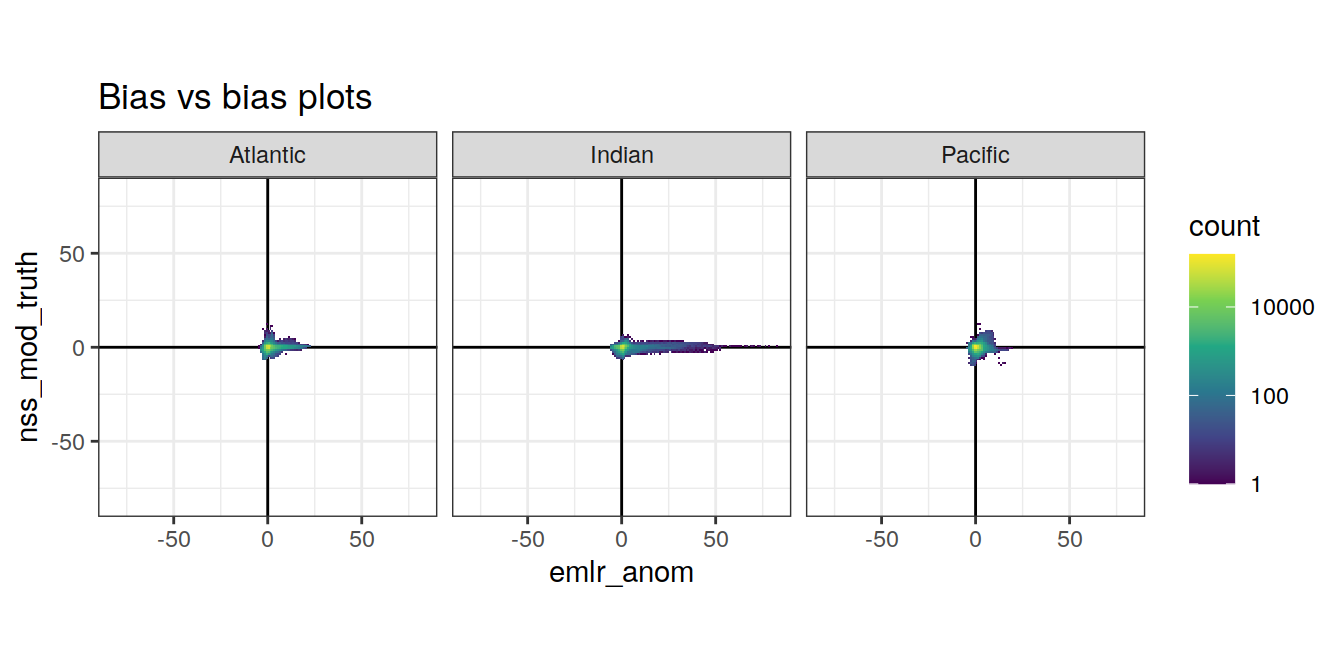 Bias vs bias plots
Atlantic Indian Pacific
nss_mod_truth
50
0
-50
-50 0 50 -50 0 50 -50 0 50
emlr_anom
count
10000
100
1